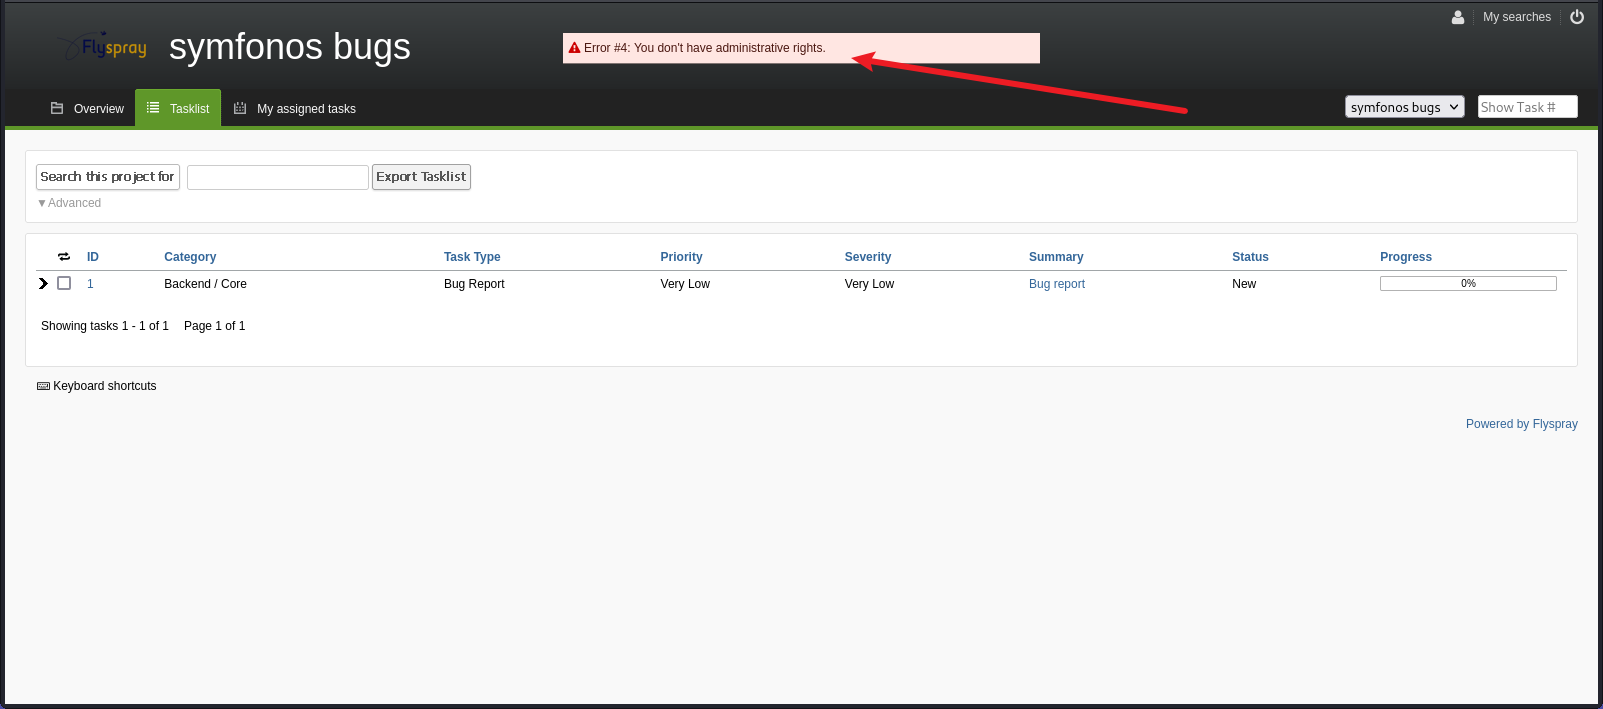 My searches
Flyspray symfonos bugs
Error #4: You don't have administrative rights.
Overview Tasklist My assigned tasks symfonos bugs Show Task #
Search this project for Export Tasklist
▼Advanced
ID Category Task Type Priority Severity Summary Status Progress
1 Backend / Core Bug Report Very Low Very Low Bug report New 0%
Showing tasks 1 - 1 of 1 Page 1 of 1
Keyboard shortcuts
Powered by Flyspray